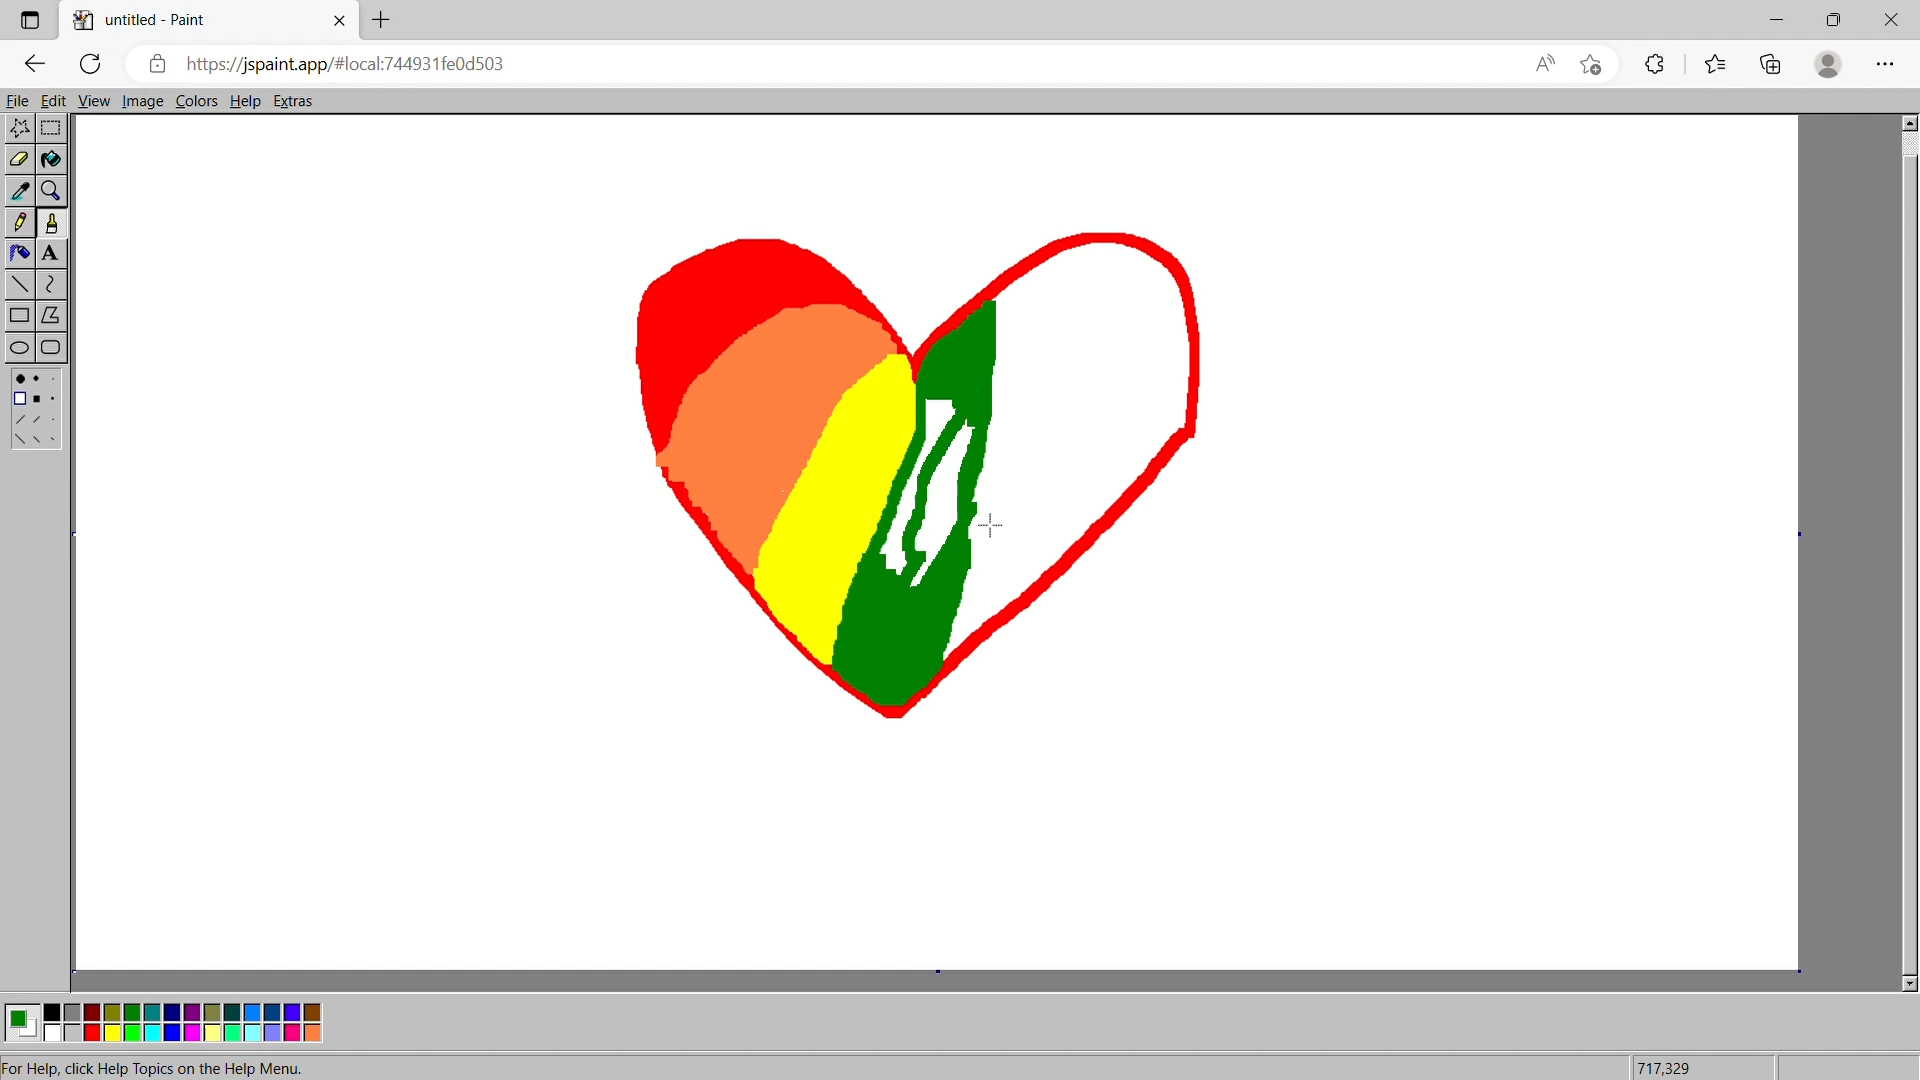 untitled - Paint
https://jspaint.app/#local:744931fe0d503
File Edit View Image Colors Help Extras
For Help, click Help Topics on the Help Menu.
717,329